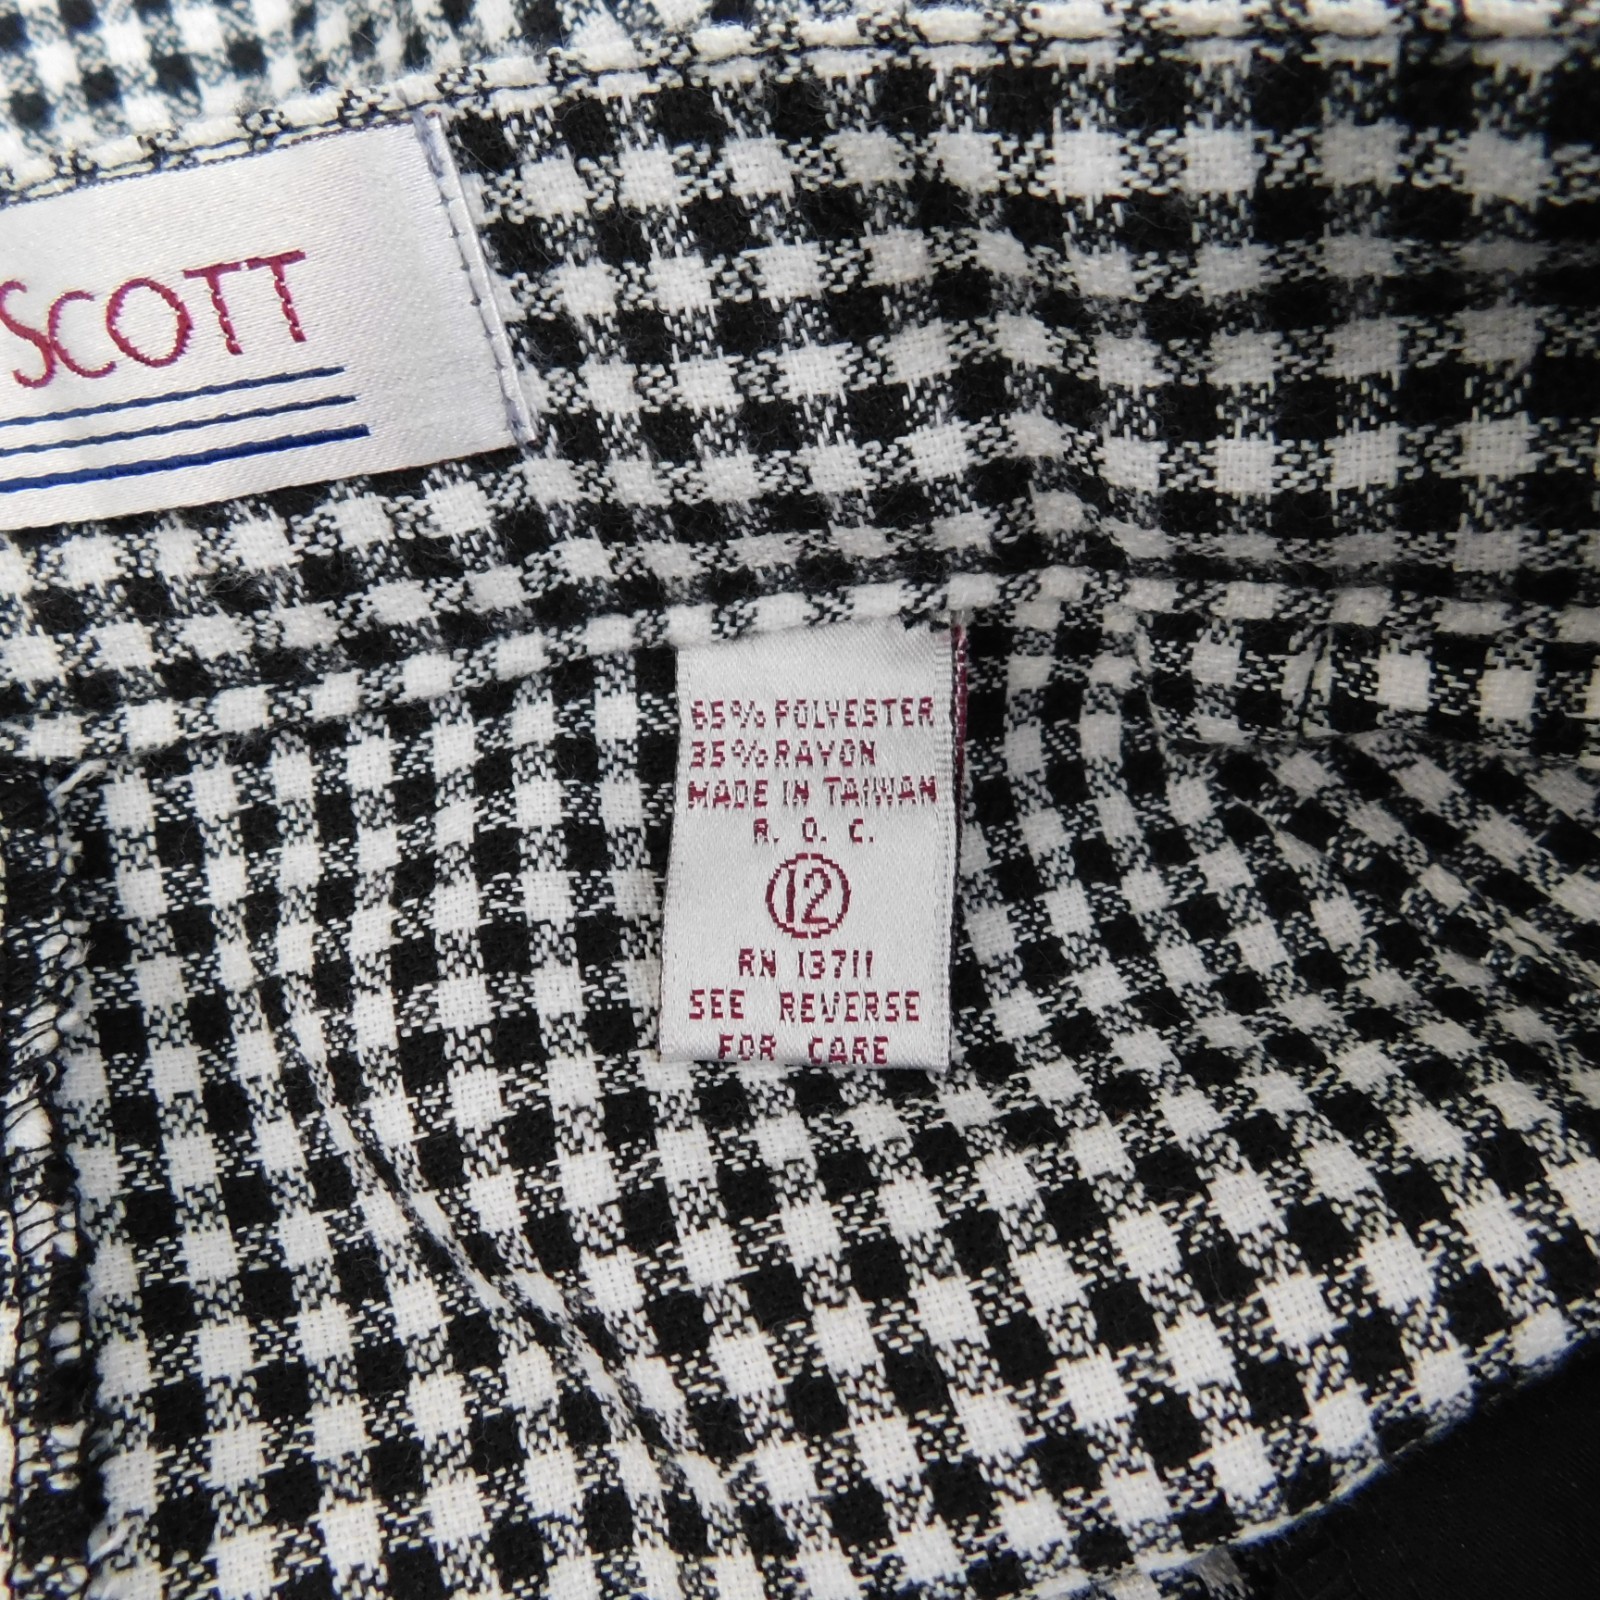 SCOTT
65% POLYESTER
35% RAYON
MADE IN TAIWAN
R. O. C.
12
RN 13711
SEE REVERSE
FOR CARE